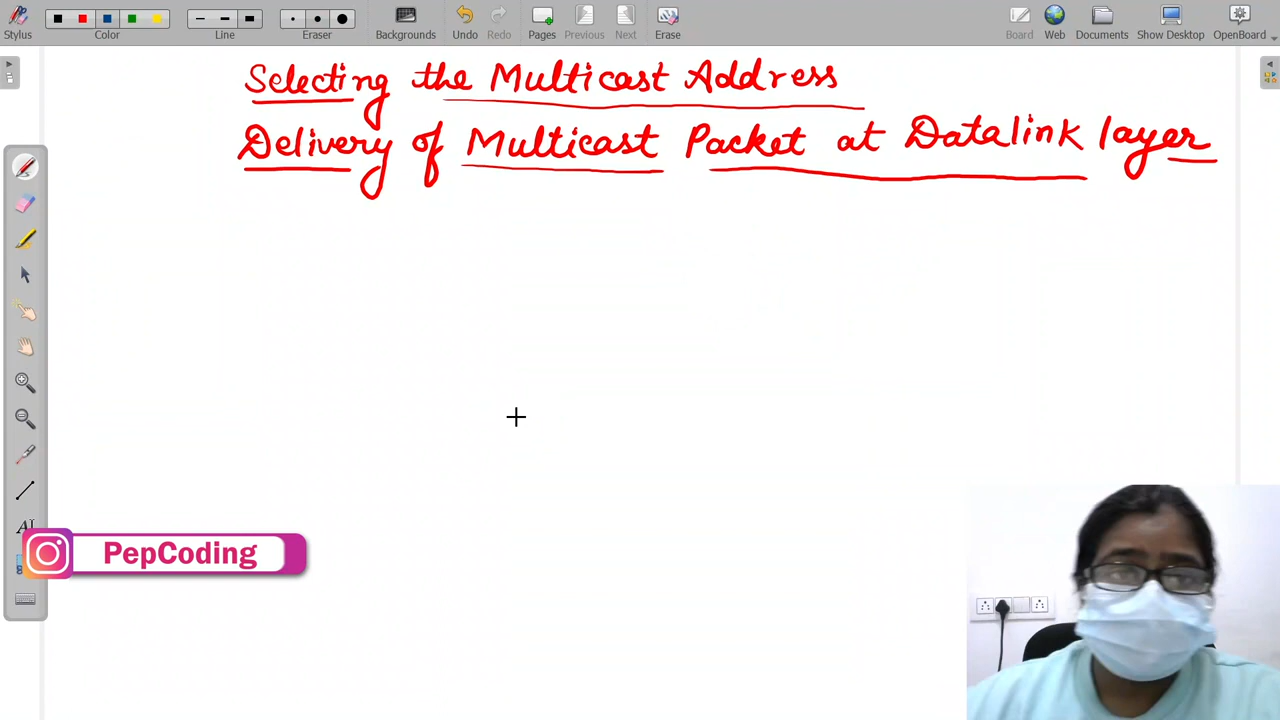 Stylus
Color
Line
Eraser
Backgrounds
Undo
Redo
Pages
Previous
Next
Erase
Board
Web
Documents
Show Desktop
OpenBoard
Selecting the Multicast Address
Delivery of Multicast Packet at Datalink layer
AI
PepCoding